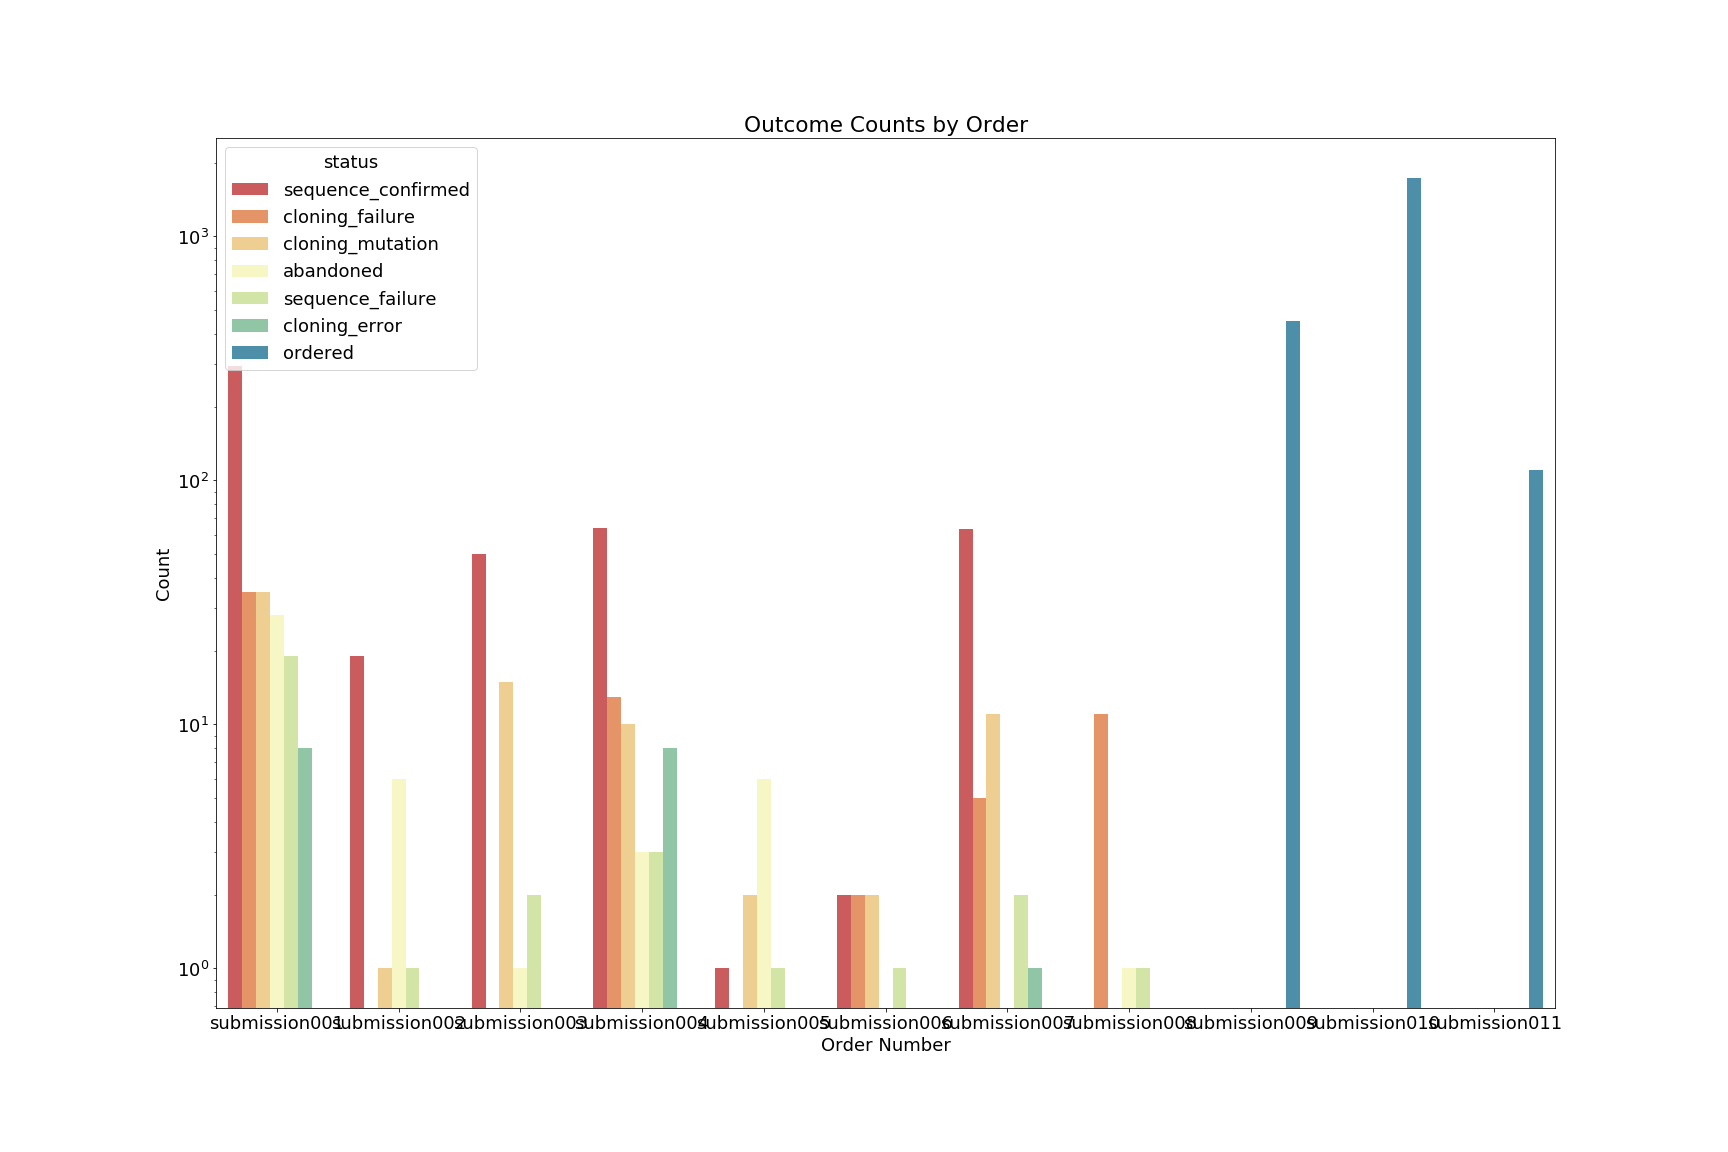 Outcome Counts by Order
status
sequence_confirmed
cloning_failure
cloning_mutation
abandoned
sequence_failure
cloning_error
ordered
10³
10²
10¹
10⁰
Count
submission001 submission002 submission003 submission004 submission005 submission006 submission007 submission008 submission009 submission010 submission011
Order Number